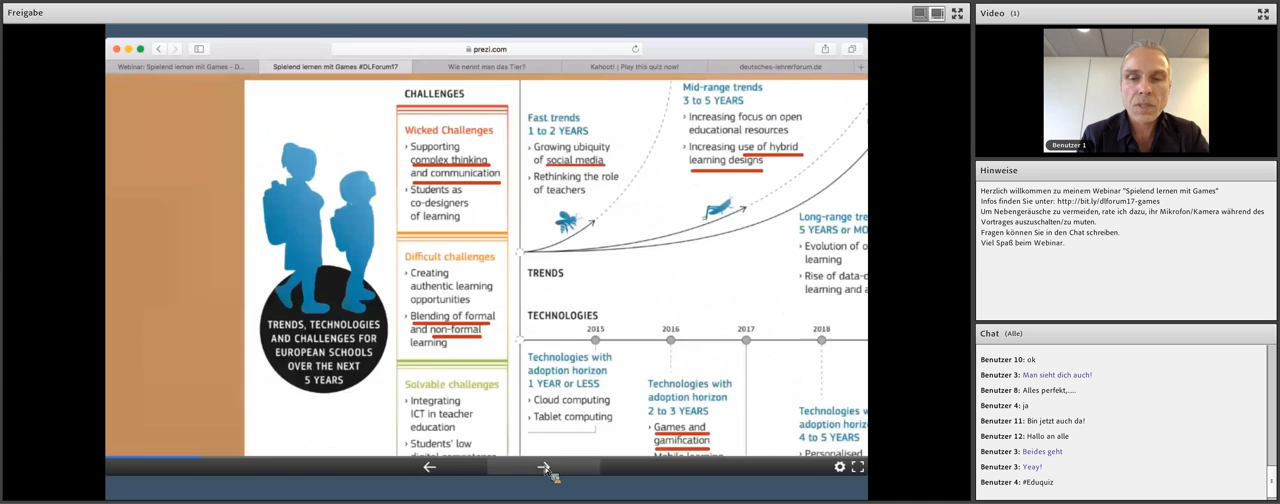 Freigabe
prezi.com
Webinar: Spielend lernen mit Games - D...
Spielend lernen mit Games #DLForum17
Wie nennt man das Tier?
Kahoot! | Play this quiz now!
deutsches-lehrerforum.de
TRENDS, TECHNOLOGIES
AND CHALLENGES FOR
EUROPEAN SCHOOLS
OVER THE NEXT
5 YEARS
CHALLENGES
Wicked Challenges
› Supporting
complex thinking
and communication
› Students as
co-designers
of learning
Difficult challenges
› Creating
authentic learning
opportunities
› Blending of formal
and non-formal
learning
Solvable challenges
› Integrating
ICT in teacher
education
› Students' low
Fast trends
1 to 2 YEARS
› Growing ubiquity
of social media
› Rethinking the role
of teachers
Mid-range trends
3 to 5 YEARS
› Increasing focus on open
educational resources
› Increasing use of hybrid
learning designs
Long-range tre
5 YEARS OR MO
› Evolution of o
learning
› Rise of data-d
learning and a
TRENDS
TECHNOLOGIES
2015
2016
2017
2018
Technologies with
adoption horizon
1 YEAR or LESS
› Cloud computing
› Tablet computing
Technologies with
adoption horizon
2 to 3 YEARS
› Games and
gamification
Technologies w
adoption horiz
4 to 5 YEARS
› Personalised
Video (1)
Benutzer 1
Hinweise
Herzlich willkommen zu meinem Webinar "Spielend lernen mit Games"
Infos finden Sie unter: http://bit.ly/dlforum17-games
Um Nebengeräusche zu vermeiden, rate ich dazu, ihr Mikrofon/Kamera während des
Vortrages auszuschalten/zu muten.
Fragen können Sie in den Chat schreiben.
Viel Spaß beim Webinar.
Chat (Alle)
Benutzer 10: ok
Benutzer 3: Man sieht dich auch!
Benutzer 8: Alles perfekt,....
Benutzer 4: ja
Benutzer 11: Bin jetzt auch da!
Benutzer 12: Hallo an alle
Benutzer 3: Beides geht
Benutzer 3: Yeay!
Benutzer 4: #Eduquiz